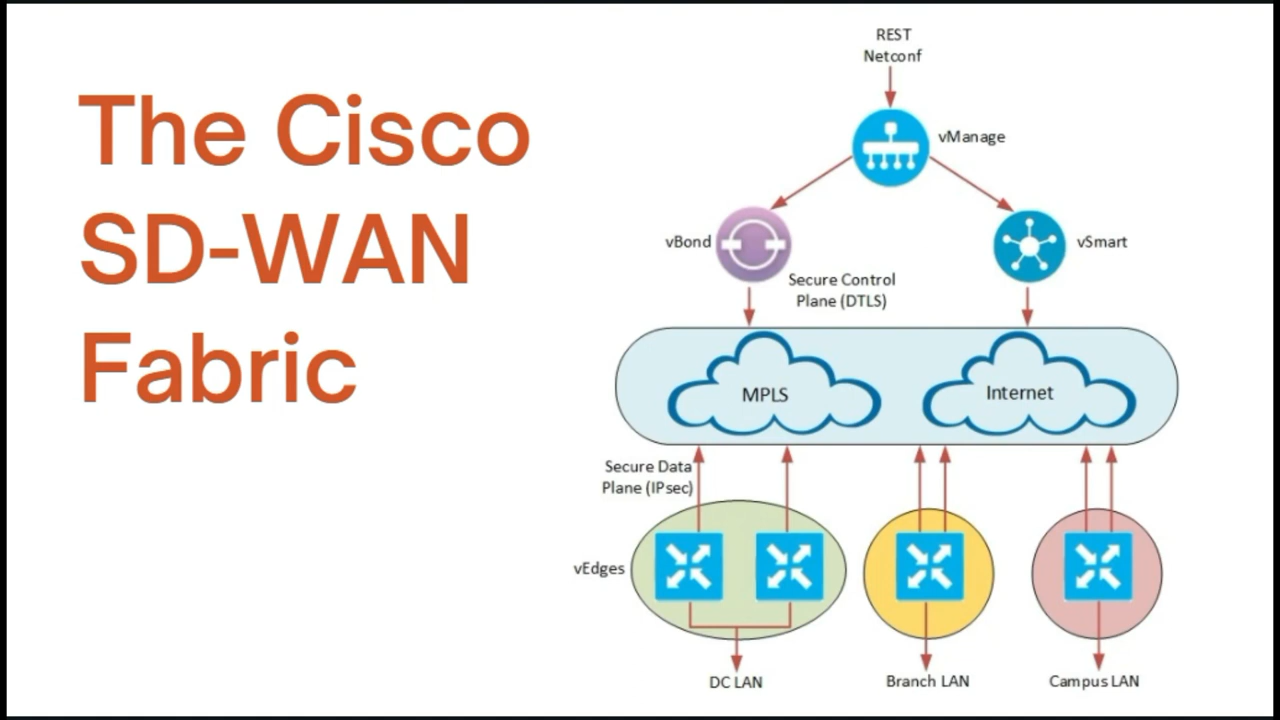 The Cisco
SD-WAN
Fabric
REST
Netconf
vManage
vBond
vSmart
Secure Control
Plane (DTLS)
MPLS
Internet
Secure Data
Plane (IPsec)
vEdges
DC LAN
Branch LAN
Campus LAN